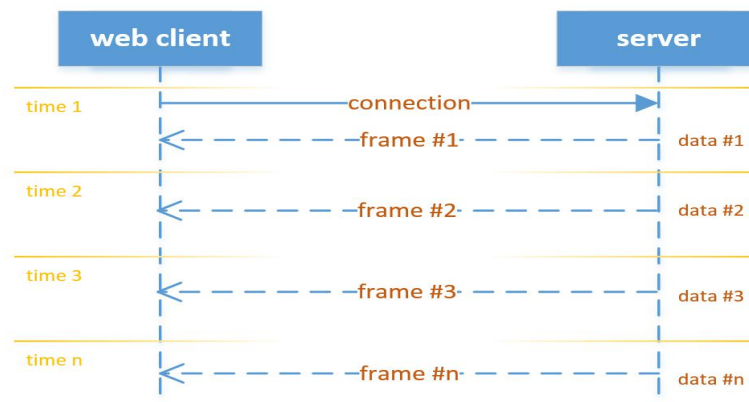 web client
server
time 1
connection
frame #1
data #1
time 2
frame #2
data #2
time 3
frame #3
data #3
time n
frame #n
data #n